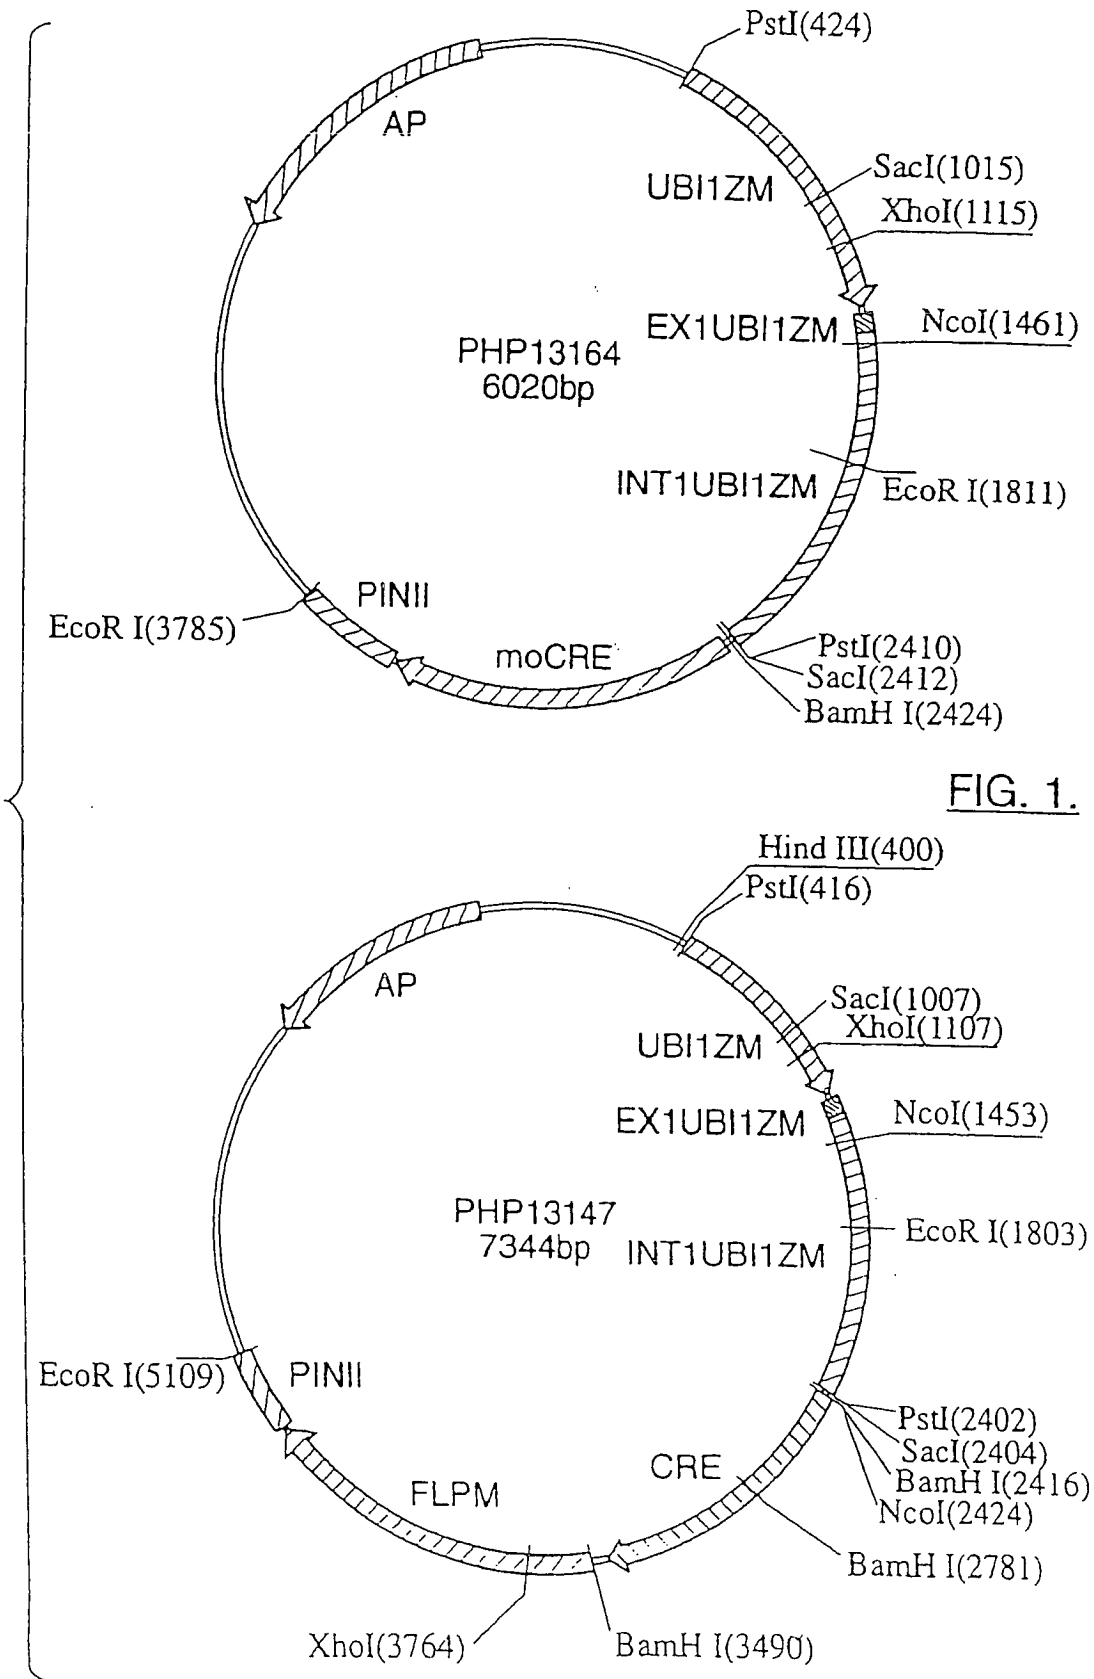 PstI(424)
AP
UBI1ZM
SacI(1015)
XhoI(1115)
EX1UBI1ZM
NcoI(1461)
PHP13164
6020bp
INT1UBI1ZM
EcoR I(1811)
PINII
EcoR I(3785)
moCRE
PstI(2410)
SacI(2412)
BamH I(2424)
FIG. 1.
Hind III(400)
PstI(416)
AP
SacI(1007)
XhoI(1107)
UBI1ZM
EX1UBI1ZM
NcoI(1453)
PHP13147
7344bp
INT1UBI1ZM
EcoR I(1803)
EcoR I(5109)
PINII
PstI(2402)
SacI(2404)
BamH I(2416)
NcoI(2424)
CRE
FLPM
BamH I(2781)
XhoI(3764)
BamH I(3490)